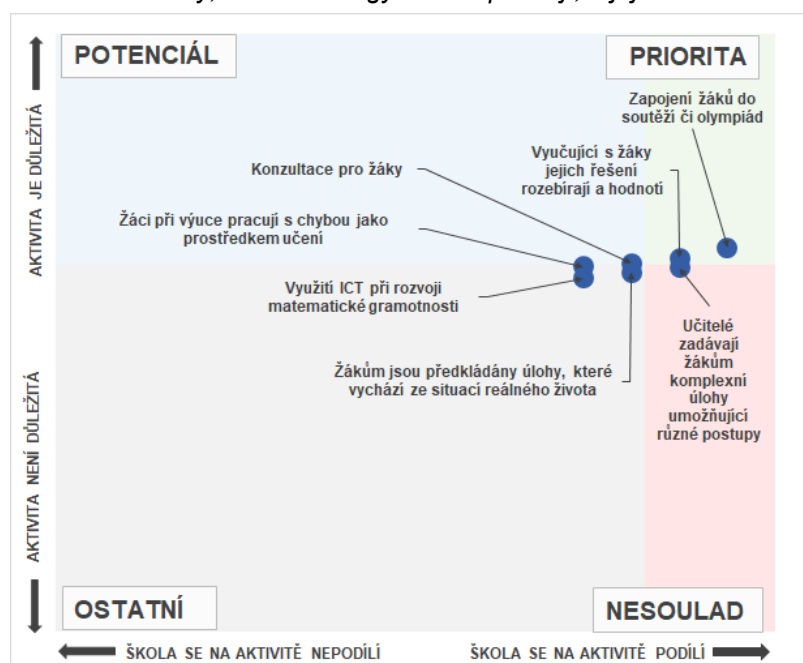 POTENCIÁL
PRIORITA
Zapojení žáků do
soutěží či olympiád
Vyučující s žáky
jejich řešení
rozebírají a hodnotí
Konzultace pro žáky
Žáci při výuce pracují s chybou jako
prostředkem učení
Využití ICT při rozvoji
matematické gramotnosti
Učitelé
zadávají
žákům
komplexní
úlohy
umožňující
různé postupy
Žákům jsou předkládány úlohy, které
vychází ze situací reálného života
AKTIVITA JE DŮLEŽITÁ
AKTIVITA NENÍ DŮLEŽITÁ
OSTATNÍ
NESOULAD
ŠKOLA SE NA AKTIVITĚ NEPODÍLÍ
ŠKOLA SE NA AKTIVITĚ PODÍLÍ